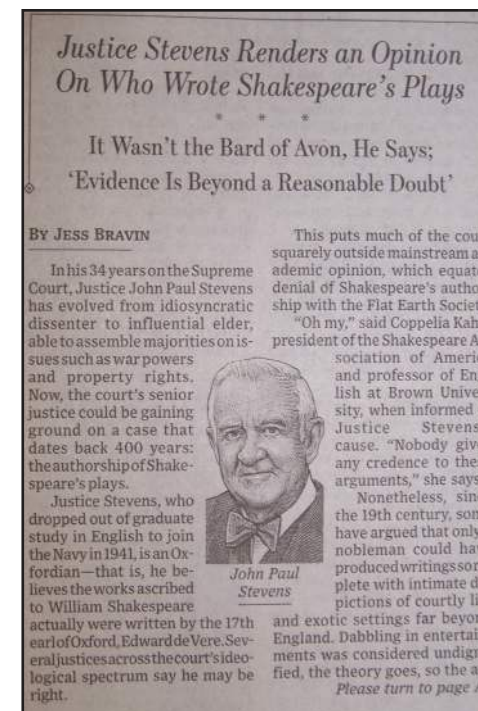 Justice Stevens Renders an Opinion
On Who Wrote Shakespeare's Plays
* * *
It Wasn't the Bard of Avon, He Says;
'Evidence Is Beyond a Reasonable Doubt'
BY JESS BRAVIN
In his 34 years on the Supreme
Court, Justice John Paul Stevens
has evolved from idiosyncratic
dissenter to influential elder,
able to assemble majorities on is-
sues such as war powers
and property rights.
Now, the court's senior
justice could be gaining
ground on a case that
dates back 400 years:
the authorship of Shake-
speare's plays.
Justice Stevens, who
dropped out of graduate
study in English to join
the Navy in 1941, is an Ox-
fordian—that is, he be-
lieves the works ascribed
to William Shakespeare
actually were written by the 17th
earl of Oxford, Edward de Vere. Sev-
eral justices across the court's ideo-
logical spectrum say he may be
right.
John Paul
Stevens
This puts much of the cou
squarely outside mainstream a
ademic opinion, which equat
denial of Shakespeare's autho
ship with the Flat Earth Societ
"Oh my," said Coppelia Kah
president of the Shakespeare A
sociation of Americ
and professor of En
lish at Brown Unive
sity, when informed
Justice Stevens
cause. "Nobody giv
any credence to the
arguments," she says
Nonetheless, sin
the 19th century, som
have argued that only
nobleman could hav
produced writings so r
plete with intimate d
pictions of courtly li
and exotic settings far beyon
England. Dabbling in entertai
ments was considered undign
fied, the theory goes, so the a
Please turn to page A